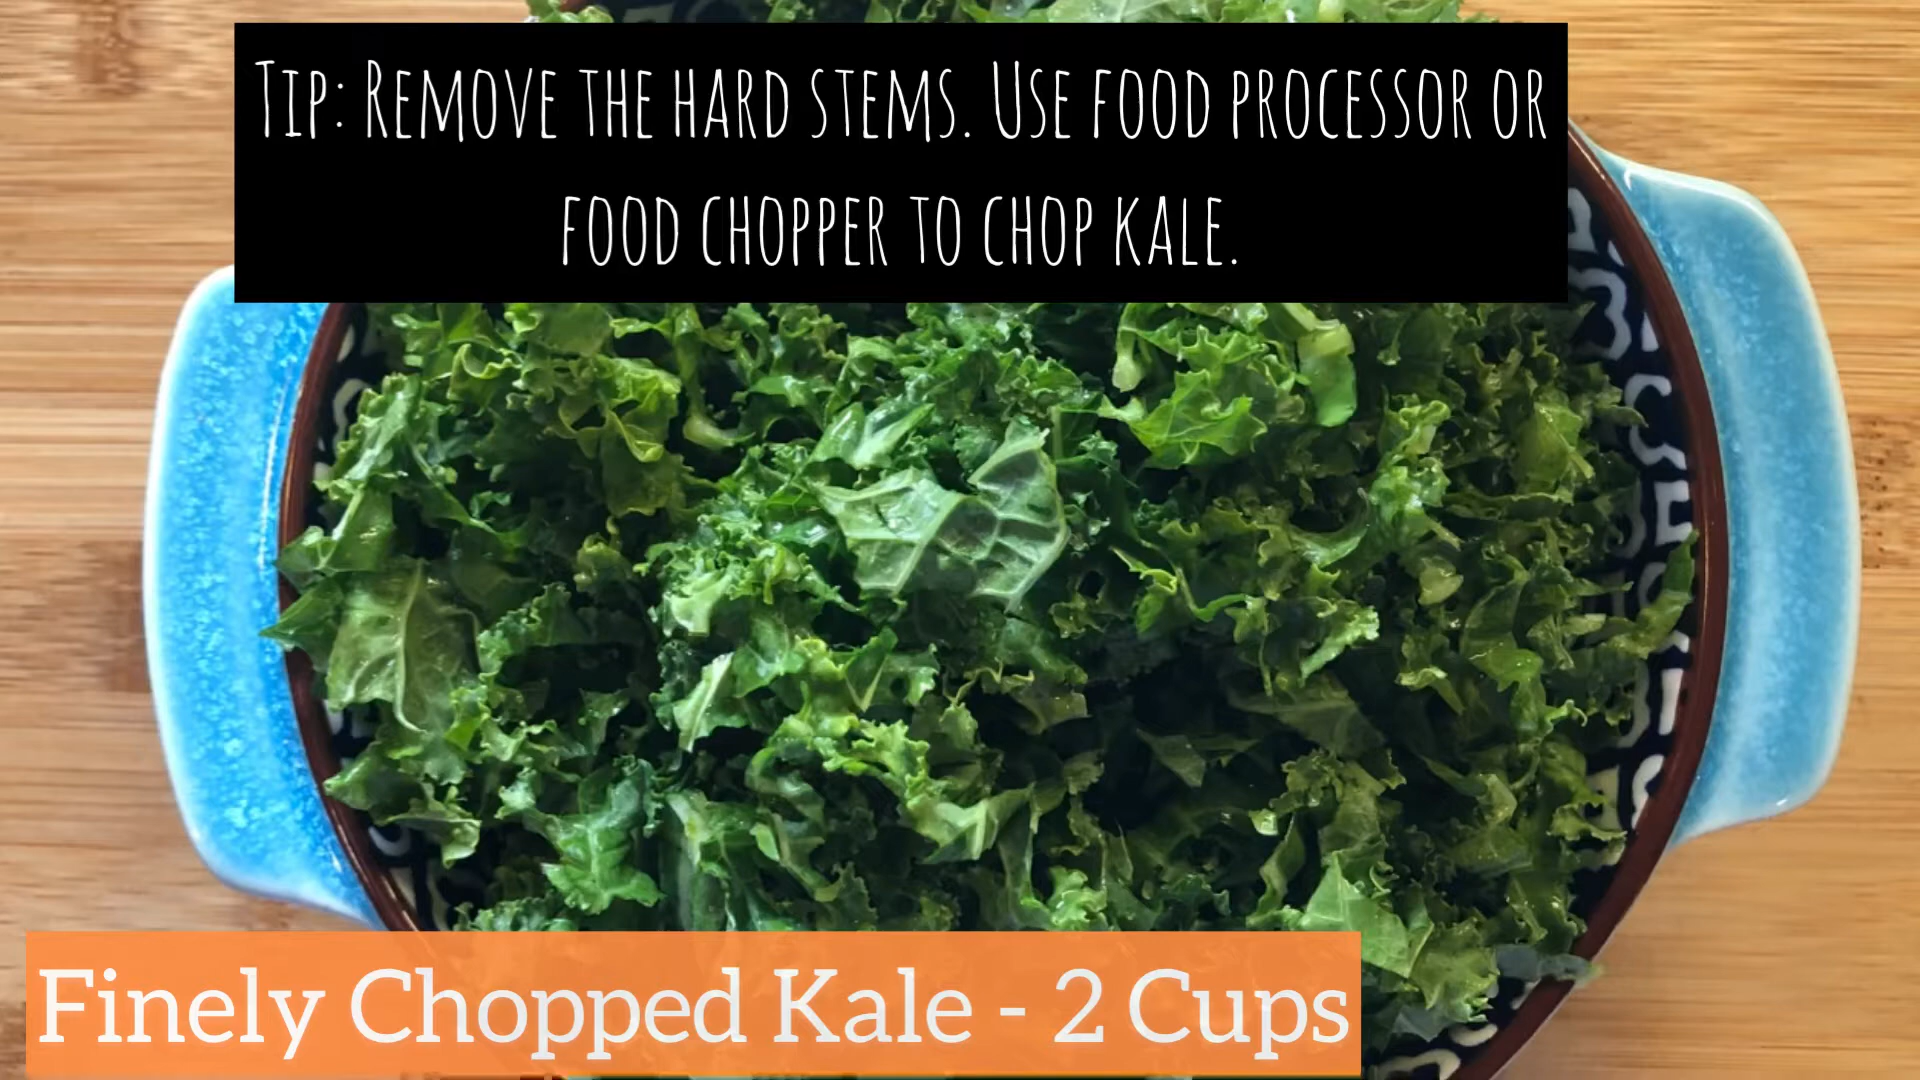 Tip: Remove the hard stems. Use food processor or
food chopper to chop kale.
Finely Chopped Kale - 2 Cups